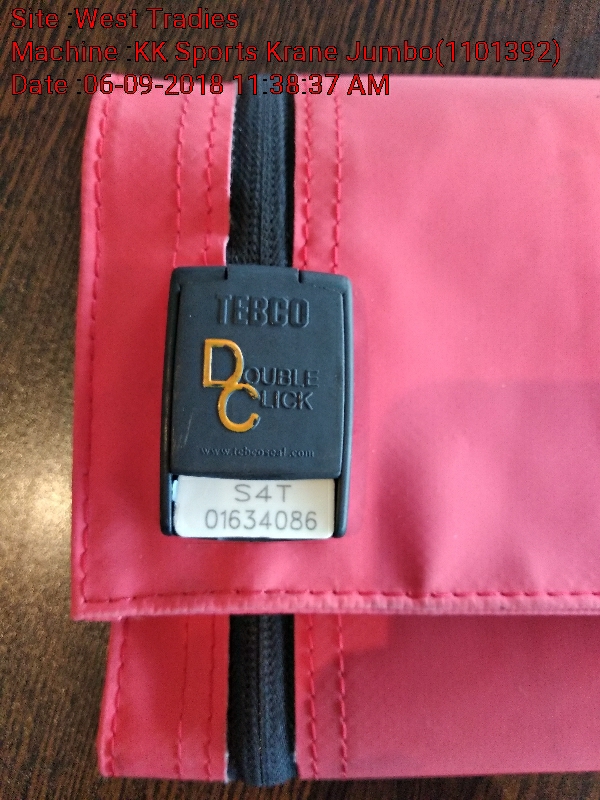 Site :West Tradies
Machine :KK Sports Krane Jumbo(1101392)
Date :06-09-2018 11:38:37 AM
TEBCO
DOUBLE
CLICK
www.tebcoseal.com
S4T
01634086